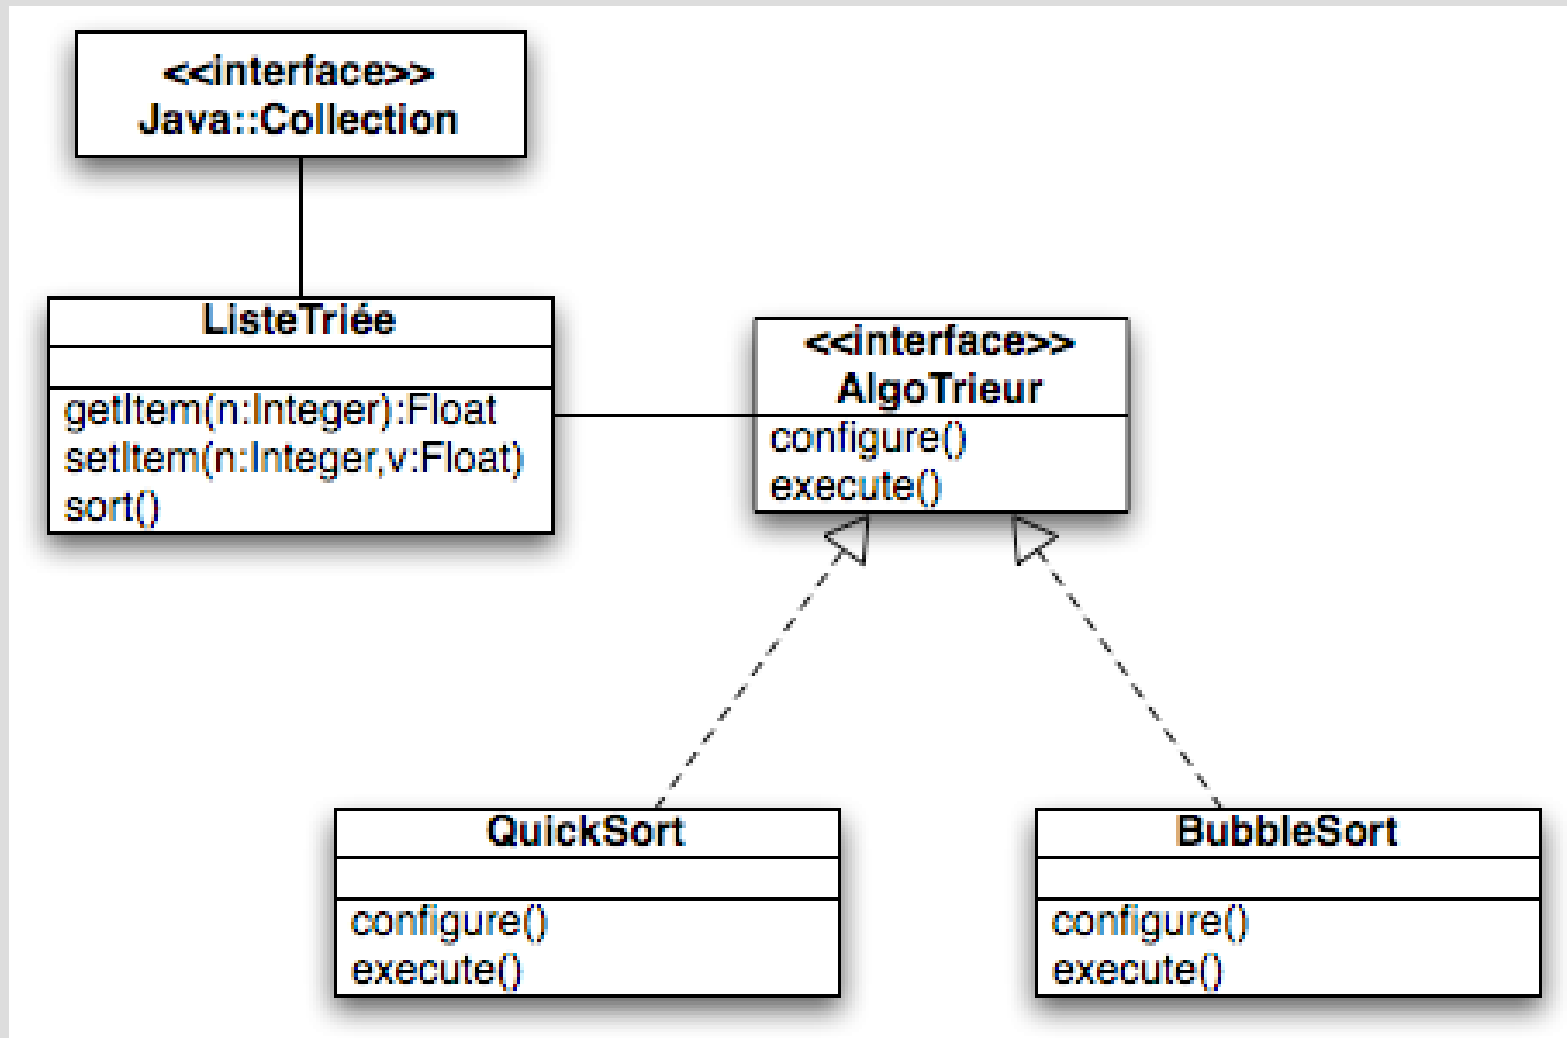 <<interface>>
Java::Collection
ListeTriée
getItem(n:Integer):Float
setItem(n:Integer,v:Float)
sort()
<<interface>>
AlgoTrieur
configure()
execute()
QuickSort
configure()
execute()
BubbleSort
configure()
execute()